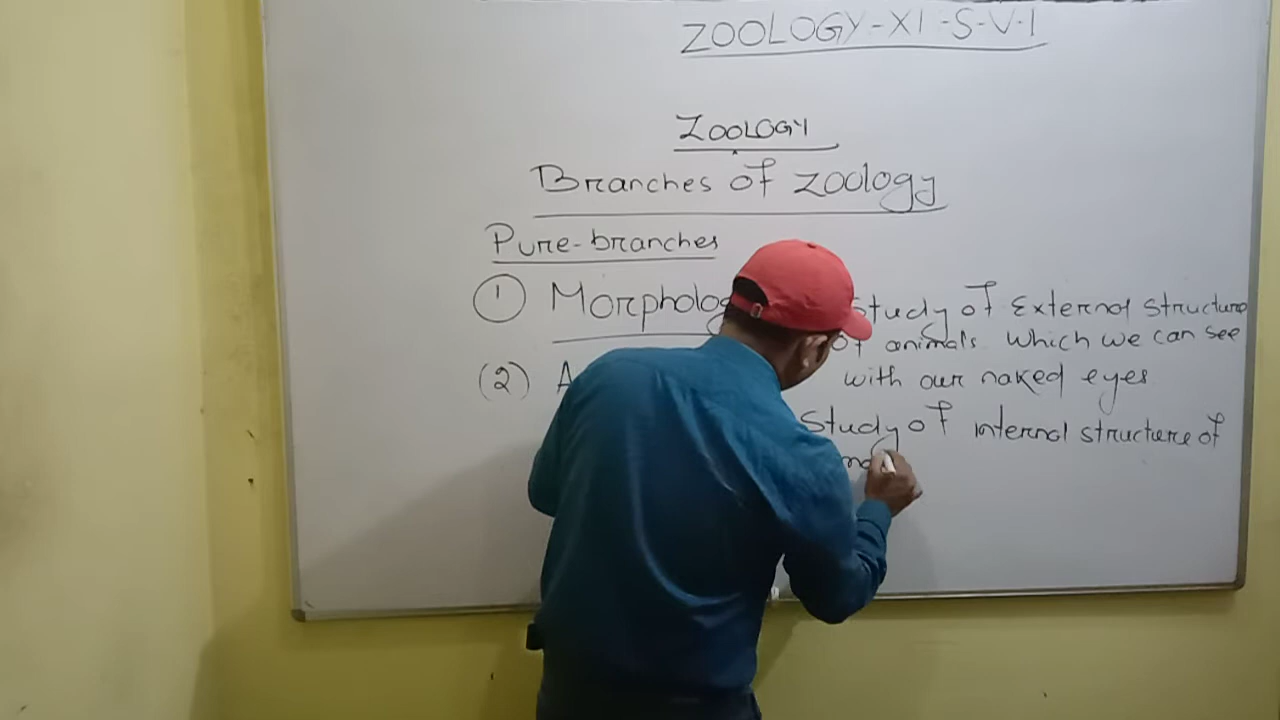 ZOOLOGY-XI-S-V-1
ZOOLOGY
Branches of zoology
Pure-branches
① Morpholog study of External structure
of animals which we can see
(2) A with our naked eyes
Study of internal structure of